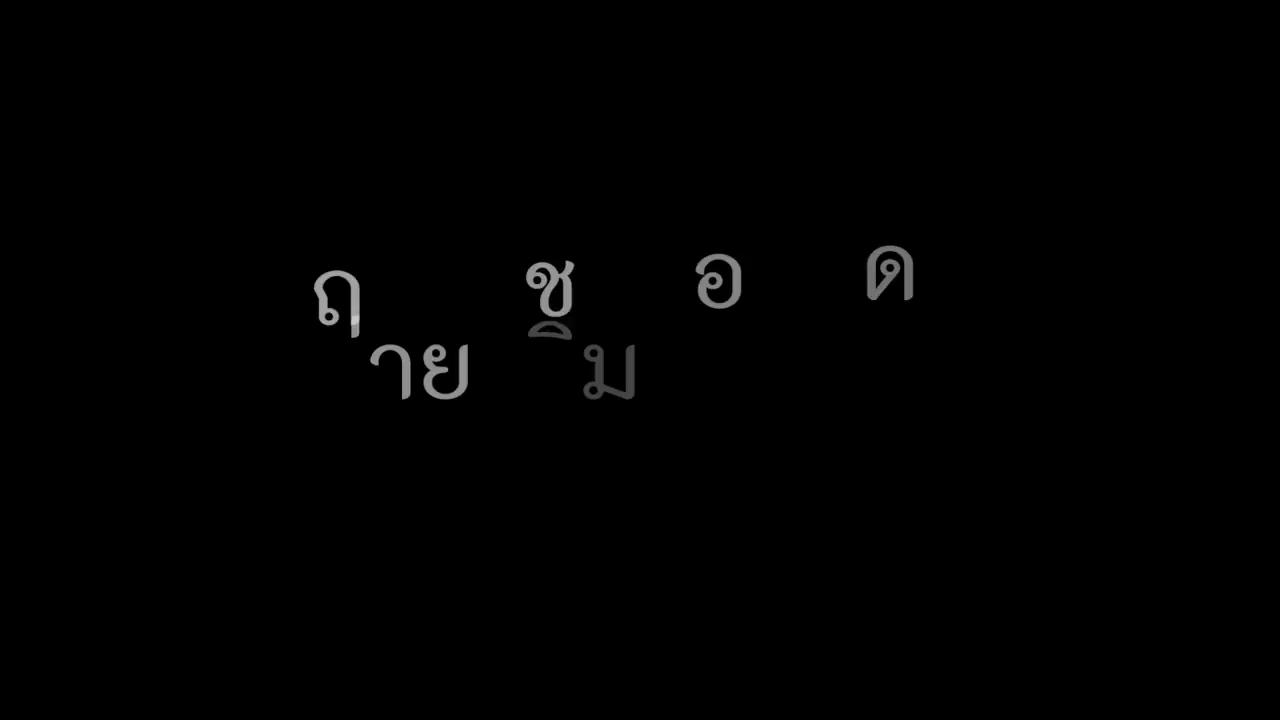 ฤ ช อ ด
าย ิม